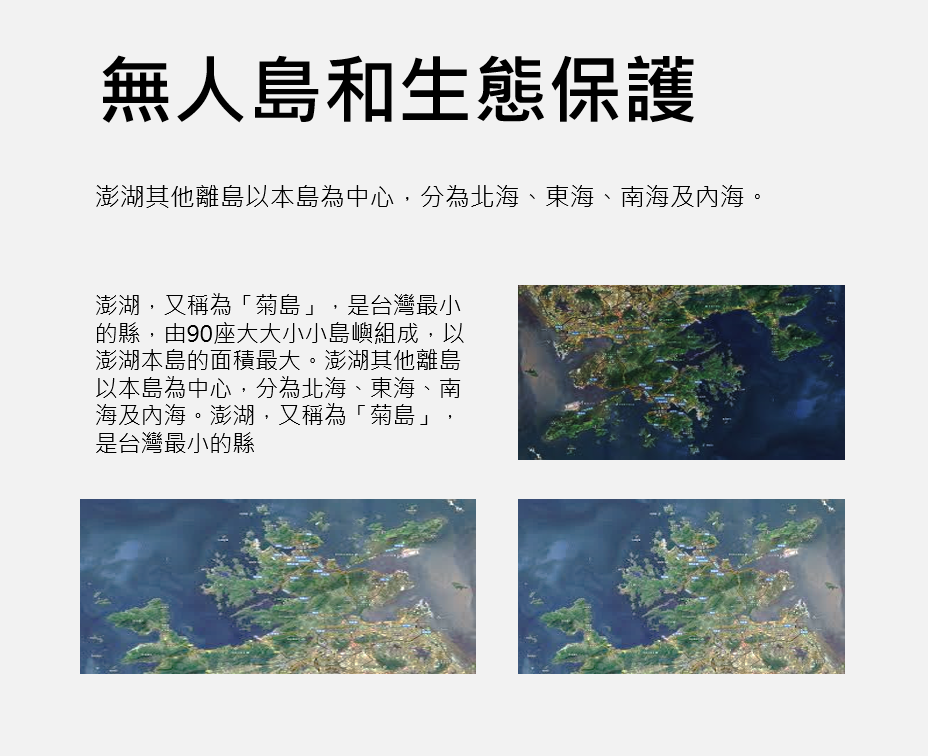 無人島和生態保護
澎湖其他離島以本島為中心，分為北海、東海、南海及內海。
澎湖，又稱為「菊島」，是台灣最小
的縣，由90座大大小小島嶼組成，以
澎湖本島的面積最大。澎湖其他離島
以本島為中心，分為北海、東海、南
海及內海。澎湖，又稱為「菊島」，
是台灣最小的縣